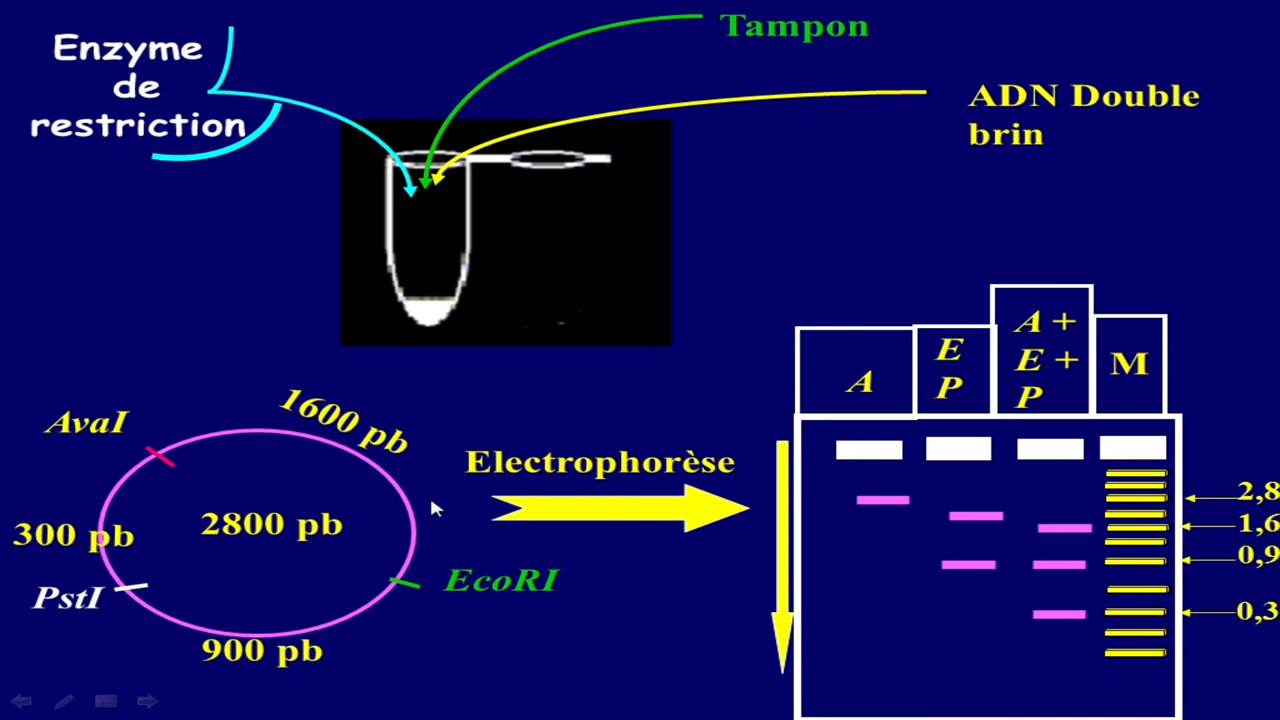 Enzyme
de
restriction
Tampon
ADN Double
brin
A
E
P
A +
E +
P
M
AvaI
1600 pb
300 pb
2800 pb
PstI
EcoRI
900 pb
Electrophorèse
2,8
1,6
0,9
0,3